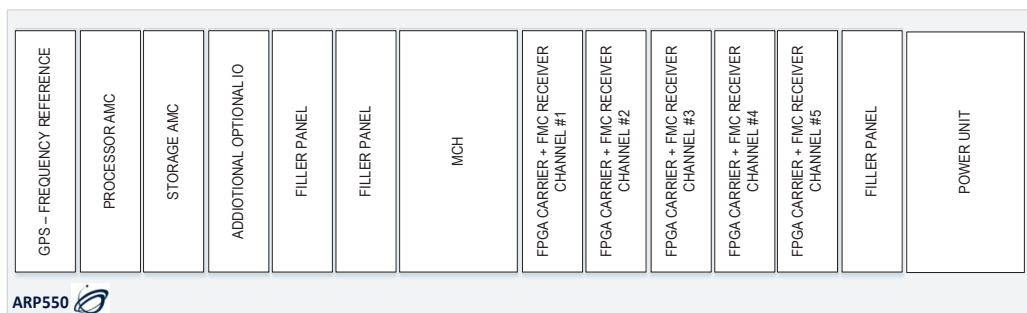 GPS – FREQUENCY REFERENCE
PROCESSOR AMC
STORAGE AMC
ADDIOTIONAL OPTIONAL IO
FILLER PANEL
FILLER PANEL
MCH
FPGA CARRIER + FMC RECEIVER
CHANNEL #1
FPGA CARRIER + FMC RECEIVER
CHANNEL #2
FPGA CARRIER + FMC RECEIVER
CHANNEL #3
FPGA CARRIER + FMC RECEIVER
CHANNEL #4
FPGA CARRIER + FMC RECEIVER
CHANNEL #5
FILLER PANEL
POWER UNIT
ARP550